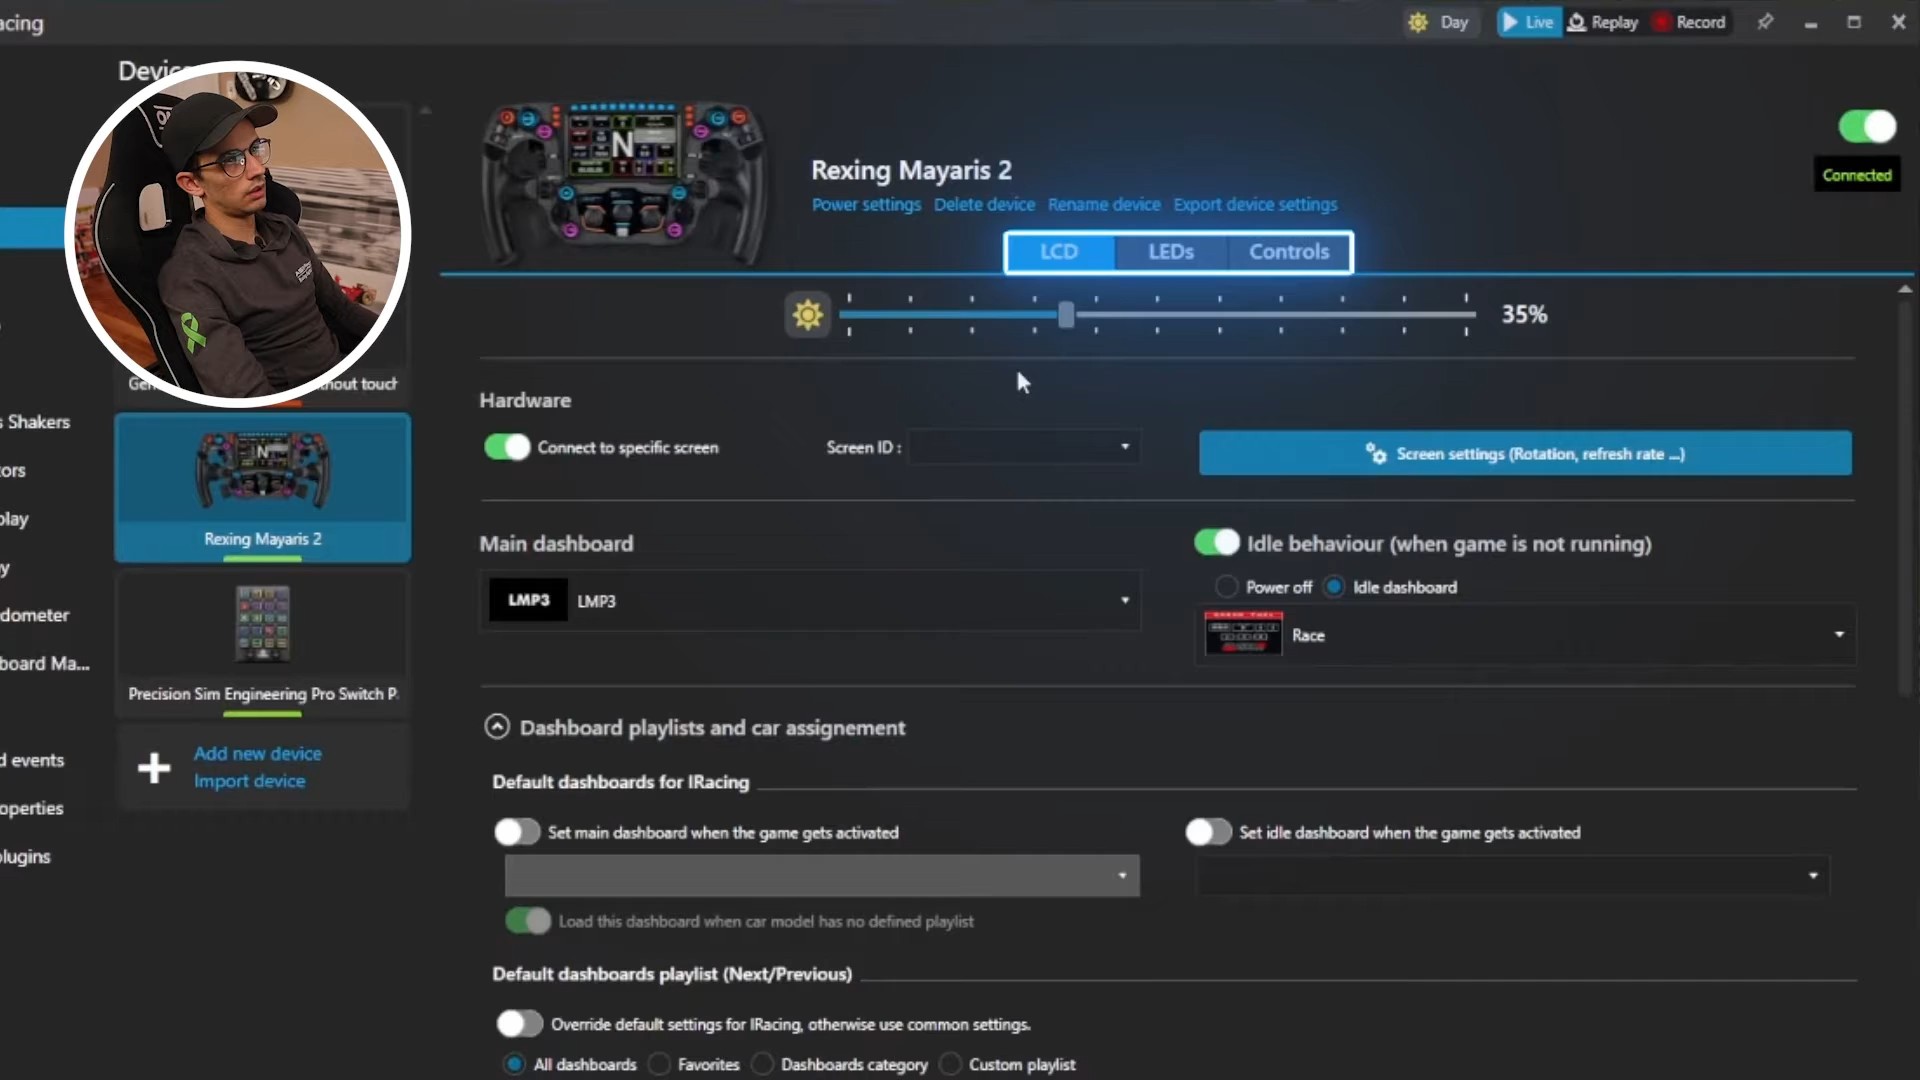 acing
Day
Live
Replay
Record
Devic
N
Rexing Mayaris 2
Power settings Delete device Rename device Export device settings
Connected
LCD LEDs Controls
35%
hout touch
Hardware
s Shakers
Connect to specific screen
Screen ID :
Screen settings (Rotation, refresh rate ...)
N
tors
play
Rexing Mayaris 2
Main dashboard
Idle behaviour (when game is not running)
y
Power off Idle dashboard
LMP3 LMP3
Race
dometer
board Ma...
Precision Sim Engineering Pro Switch P
Dashboard playlists and car assignement
d events
Add new device
Import device
Default dashboards for IRacing
operties
Set main dashboard when the game gets activated
Set idle dashboard when the game gets activated
plugins
Load this dashboard when car model has no defined playlist
Default dashboards playlist (Next/Previous)
Override default settings for IRacing, otherwise use common settings.
All dashboards Favorites Dashboards category Custom playlist